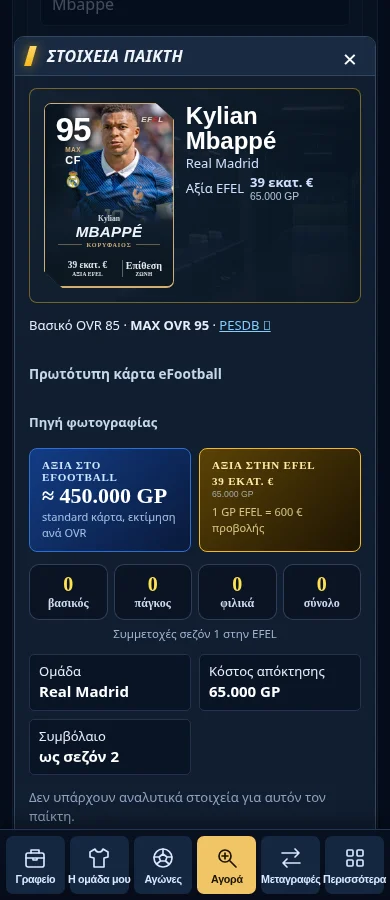 Μbappé
ΣΤΟΙΧΕΙΑ ΠΑΙΚΤΗ
✕
95
MAX
CF
Kylian
MBAPPÉ
ΚΟΡΥΦΑΙΟΣ
39 εκατ. €
ΑΞΙΑ EFEL
Επίθεση
ΖΩΝΗ
Kylian
Mbappé
Real Madrid
Αξία EFEL 39 εκατ. €
65.000 GP
Βασικό OVR 85 · MAX OVR 95 · PESDB
Πρωτότυπη κάρτα eFootball
Πηγή φωτογραφίας
ΑΞΙΑ ΣΤΟ
EFOOTBALL
≈ 450.000 GP
standard κάρτα, εκτίμηση
ανά OVR
ΑΞΙΑ ΣΤΗΝ EFEL
39 ΕΚΑΤ. €
65.000 GP
1 GP EFEL = 600 €
προβολής
0
βασικός
0
πάγκος
0
φιλικά
0
σύνολο
Συμμετοχές σεζόν 1 στην EFEL
Ομάδα
Real Madrid
Κόστος απόκτησης
65.000 GP
Συμβόλαιο
ως σεζόν 2
Δεν υπάρχουν αναλυτικά στοιχεία για αυτόν τον
παίκτη.
Γραφείο
Η ομάδα μου
Αγώνες
Αγορά
Μεταγραφές
Περισσότερα